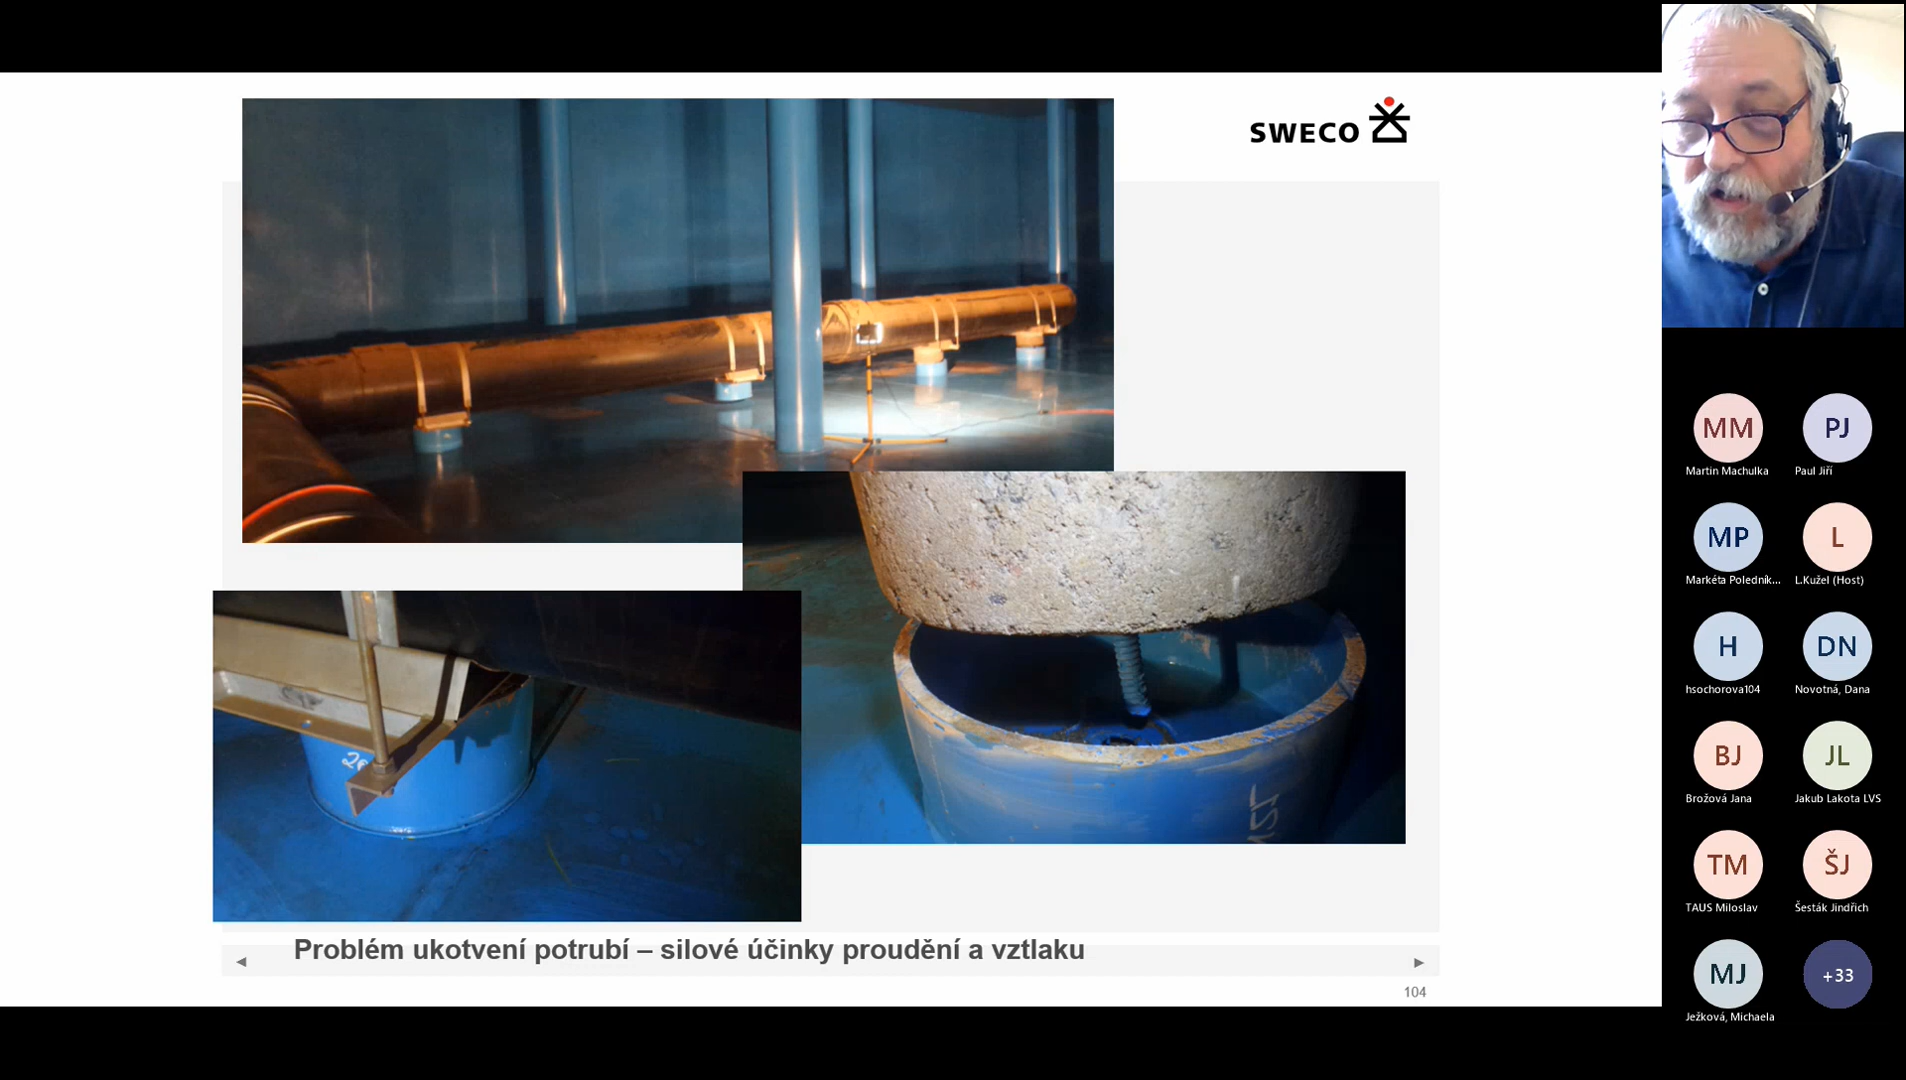 SWECO
Problém ukotvení potrubí – silové účinky proudění a vztlaku
104
MM
Martin Machulka
PJ
Paul Jiří
MP
Markéta Poledník...
L
L.Kužel (Host)
H
hsochorova104
DN
Novotná, Dana
BJ
Brožová Jana
JL
Jakub Lakota LVS
TM
TAUS Miloslav
ŠJ
Šesták Jindřich
MJ
Ježková, Michaela
+33